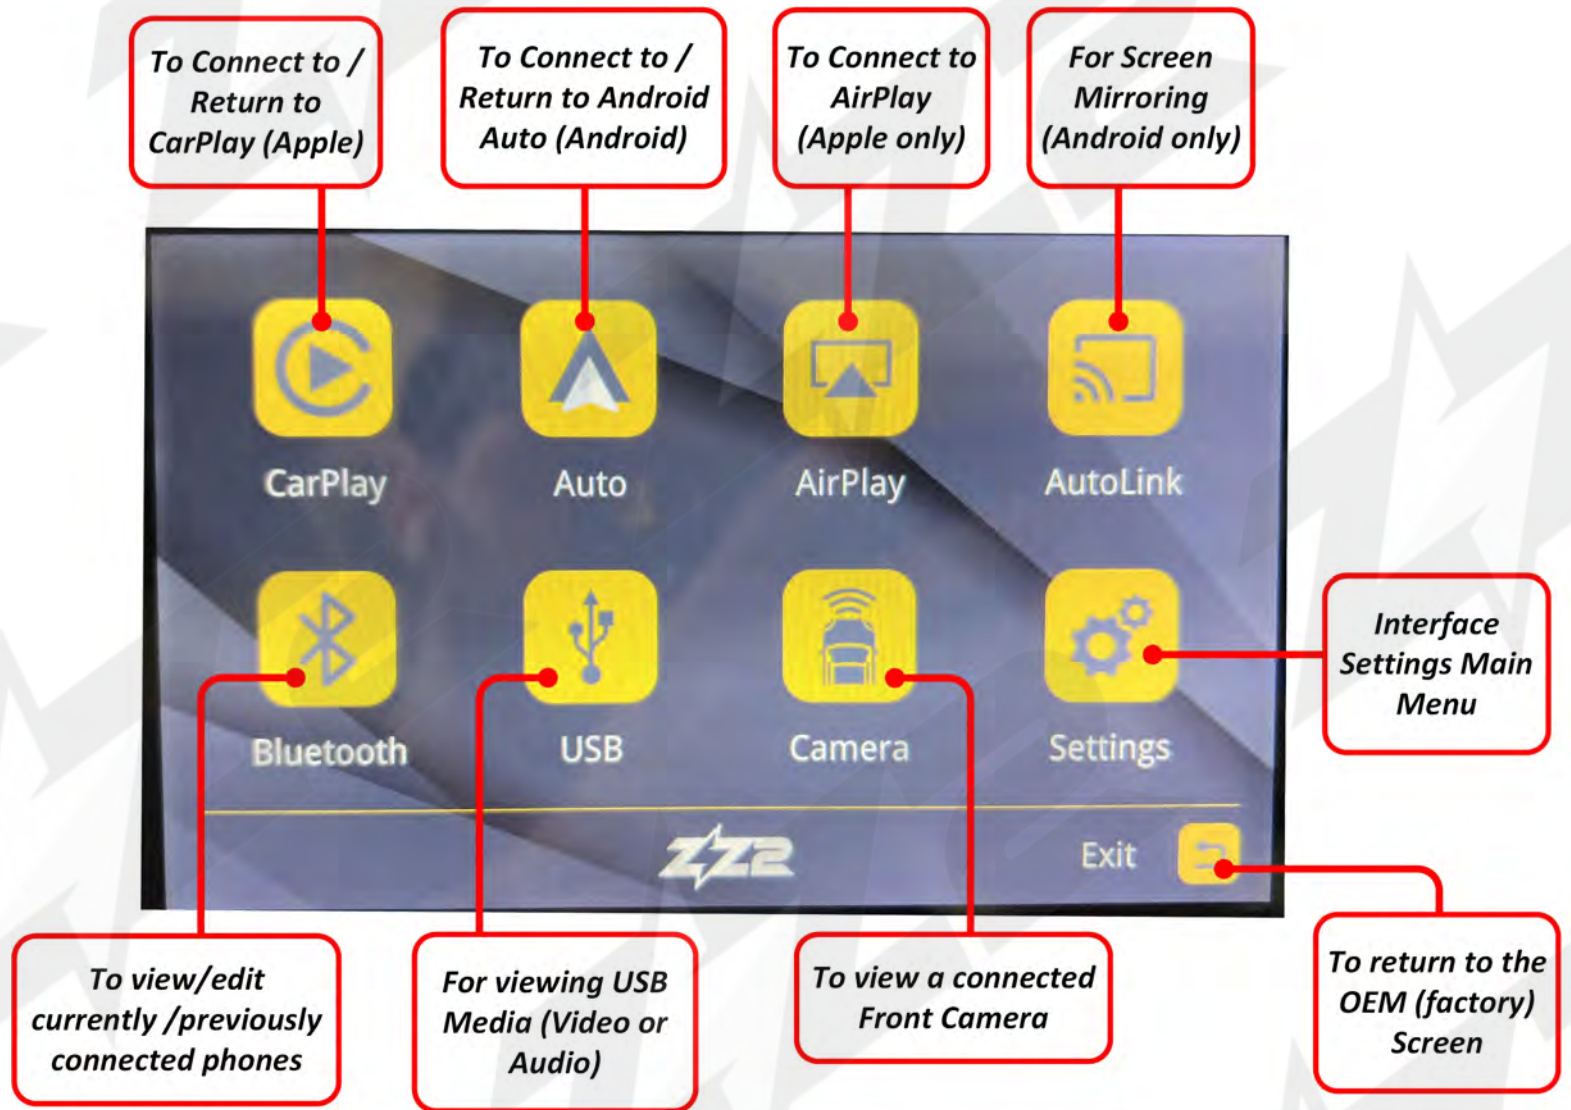 To Connect to /
Return to
CarPlay (Apple)
To Connect to /
Return to Android
Auto (Android)
To Connect to
AirPlay
(Apple only)
For Screen
Mirroring
(Android only)
CarPlay
Auto
AirPlay
AutoLink
Bluetooth
USB
Camera
Settings
Interface
Settings Main
Menu
ZZ2
Exit
To view/edit
currently /previously
connected phones
For viewing USB
Media (Video or
Audio)
To view a connected
Front Camera
To return to the
OEM (factory)
Screen